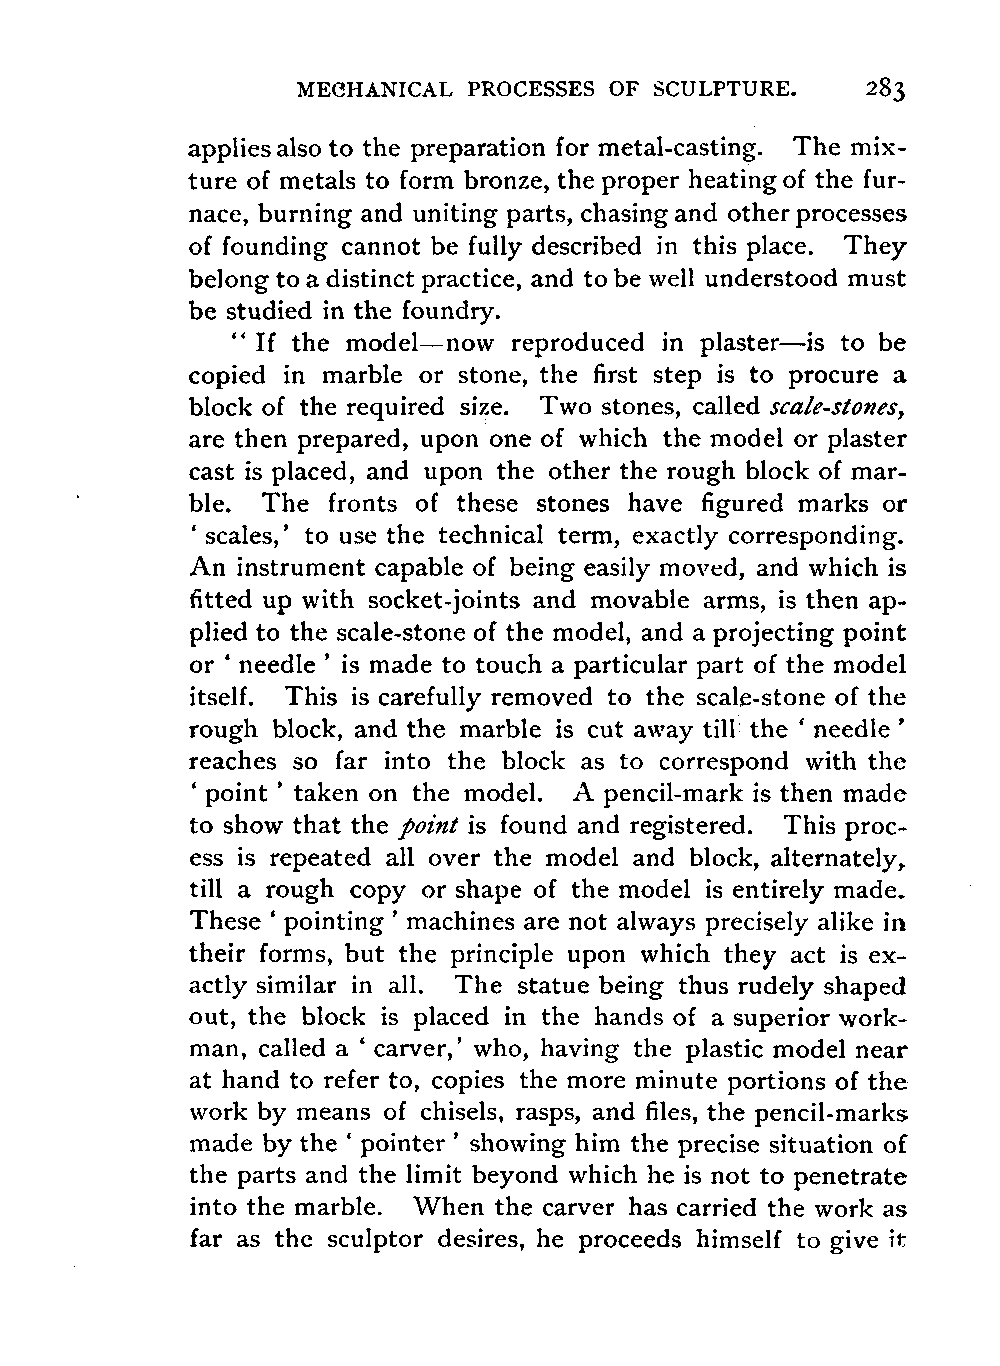 MECHANICAL PROCESSES OF SCULPTURE. 283
applies also to the preparation for metal-casting. The mix-
ture of metals to form bronze, the proper heating of the fur-
nace, burning and uniting parts, chasing and other processes
of founding cannot be fully described in this place. They
belong to a distinct practice, and to be well understood must
be studied in the foundry.
“ If the model—now reproduced in plaster—is to be
copied in marble or stone, the first step is to procure a
block of the required size. Two stones, called scale-stones,
are then prepared, upon one of which the model or plaster
cast is placed, and upon the other the rough block of mar-
ble. The fronts of these stones have figured marks or
‘ scales,’ to use the technical term, exactly corresponding.
An instrument capable of being easily moved, and which is
fitted up with socket-joints and movable arms, is then ap-
plied to the scale-stone of the model, and a projecting point
or ‘ needle ’ is made to touch a particular part of the model
itself. This is carefully removed to the scale-stone of the
rough block, and the marble is cut away till the ‘ needle ’
reaches so far into the block as to correspond with the
‘ point ’ taken on the model. A pencil-mark is then made
to show that the point is found and registered. This proc-
ess is repeated all over the model and block, alternately,
till a rough copy or shape of the model is entirely made.
These ‘ pointing ’ machines are not always precisely alike in
their forms, but the principle upon which they act is ex-
actly similar in all. The statue being thus rudely shaped
out, the block is placed in the hands of a superior work-
man, called a ‘ carver,’ who, having the plastic model near
at hand to refer to, copies the more minute portions of the
work by means of chisels, rasps, and files, the pencil-marks
made by the ‘ pointer ’ showing him the precise situation of
the parts and the limit beyond which he is not to penetrate
into the marble. When the carver has carried the work as
far as the sculptor desires, he proceeds himself to give it